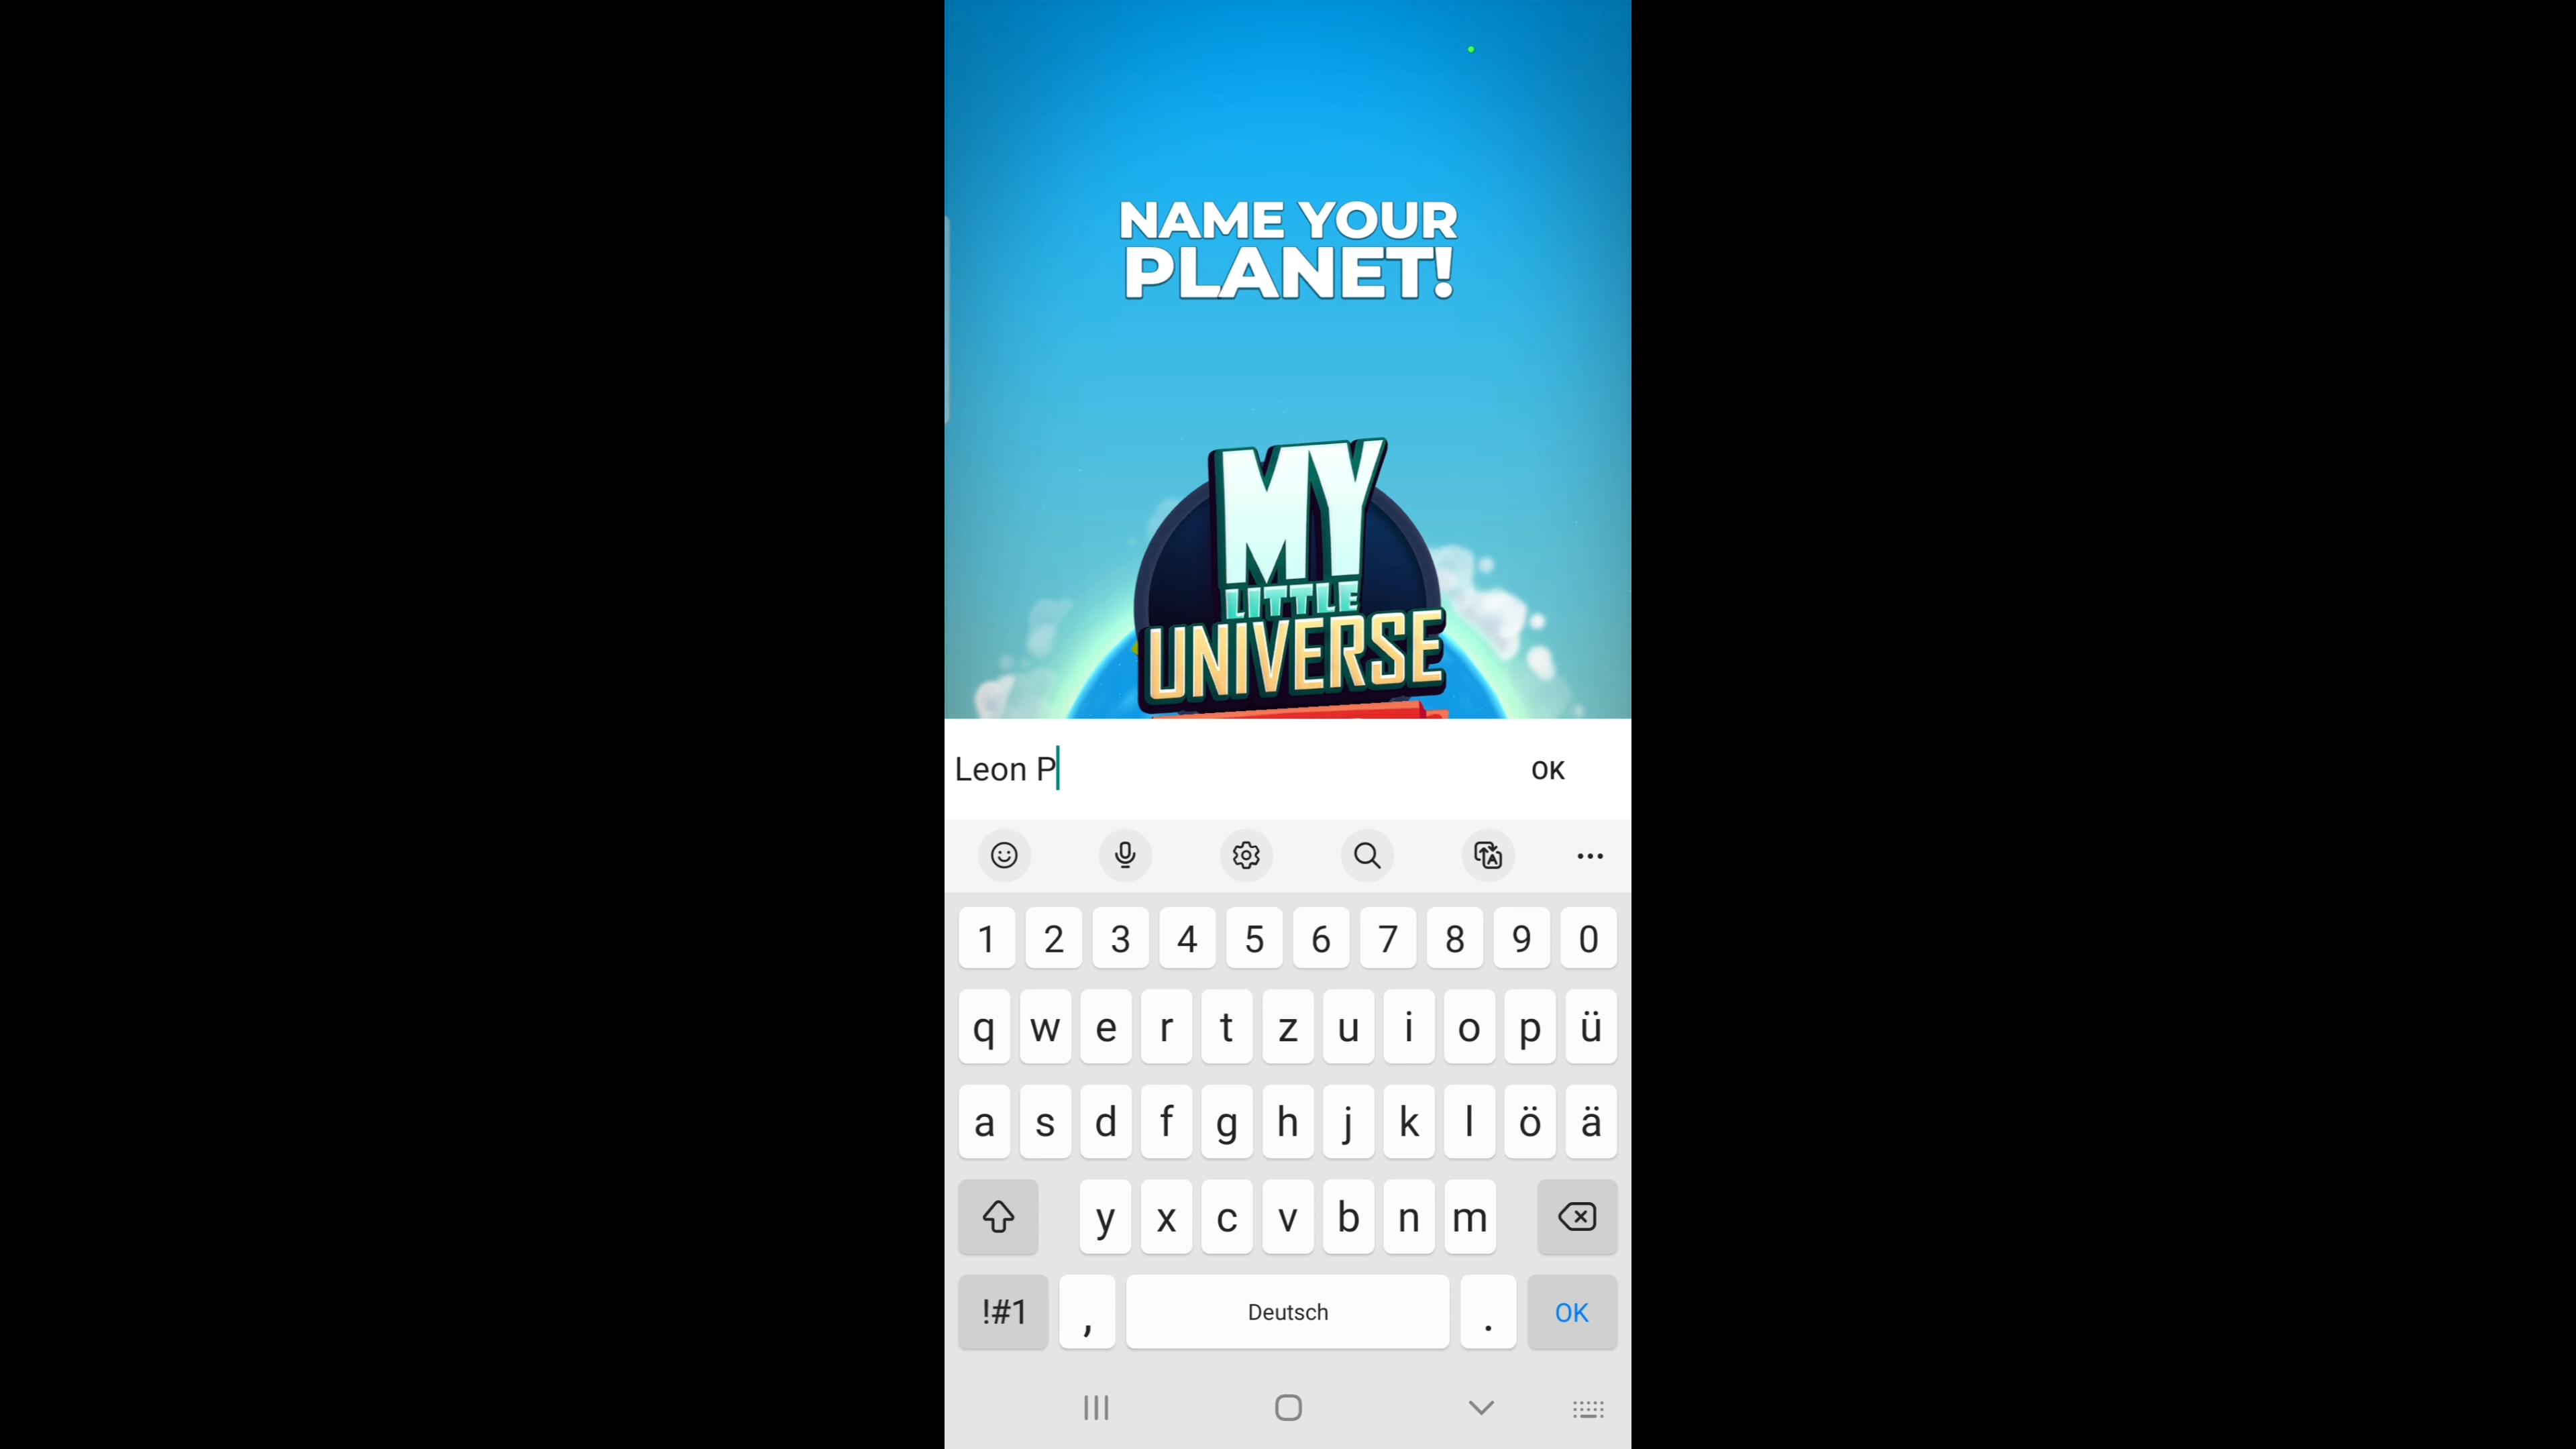 NAME YOUR
PLANET!
MY
LITTLE
UNIVERSE
Leon P
OK
1 2 3 4 5 6 7 8 9 0
q w e r t z u i o p ü
a s d f g h j k l ö ä
y x c v b n m
!#1 , Deutsch . OK